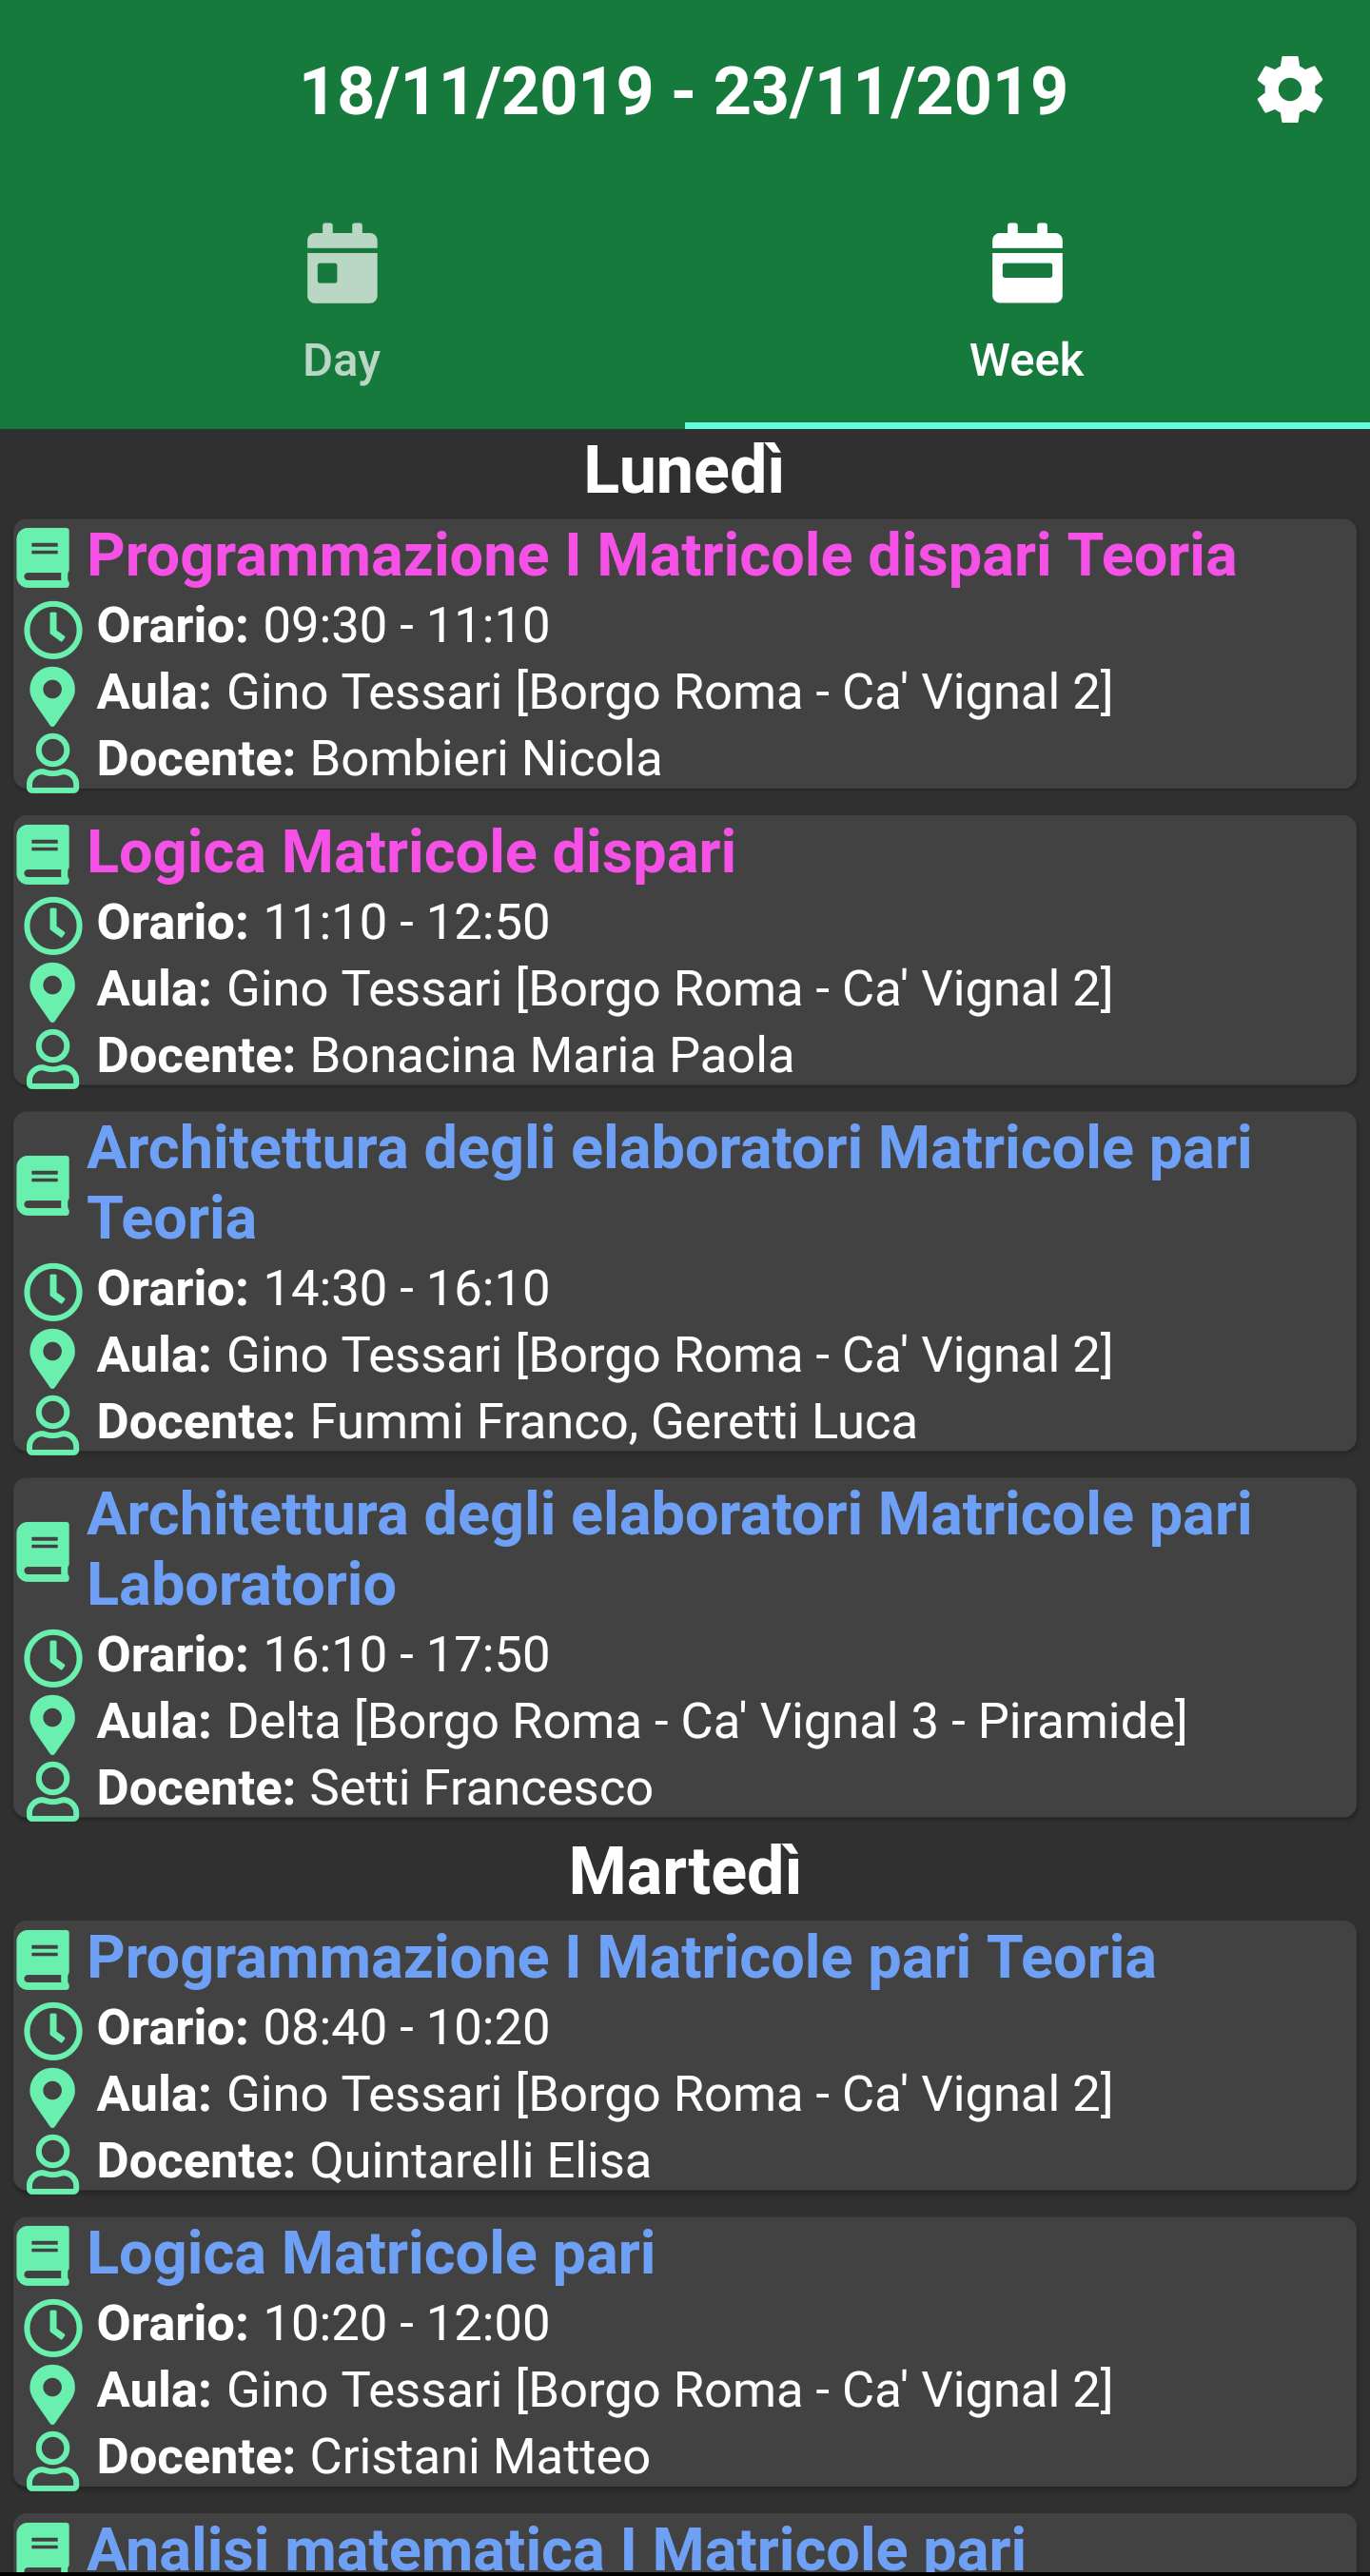 18/11/2019 - 23/11/2019
Day
Week
Lunedì
Programmazione I Matricole dispari Teoria
Orario: 09:30 - 11:10
Aula: Gino Tessari [Borgo Roma - Ca' Vignal 2]
Docente: Bombieri Nicola
Logica Matricole dispari
Orario: 11:10 - 12:50
Aula: Gino Tessari [Borgo Roma - Ca' Vignal 2]
Docente: Bonacina Maria Paola
Architettura degli elaboratori Matricole pari
Teoria
Orario: 14:30 - 16:10
Aula: Gino Tessari [Borgo Roma - Ca' Vignal 2]
Docente: Fummi Franco, Geretti Luca
Architettura degli elaboratori Matricole pari
Laboratorio
Orario: 16:10 - 17:50
Aula: Delta [Borgo Roma - Ca' Vignal 3 - Piramide]
Docente: Setti Francesco
Martedì
Programmazione I Matricole pari Teoria
Orario: 08:40 - 10:20
Aula: Gino Tessari [Borgo Roma - Ca' Vignal 2]
Docente: Quintarelli Elisa
Logica Matricole pari
Orario: 10:20 - 12:00
Aula: Gino Tessari [Borgo Roma - Ca' Vignal 2]
Docente: Cristani Matteo
Analisi matematica I Matricole pari